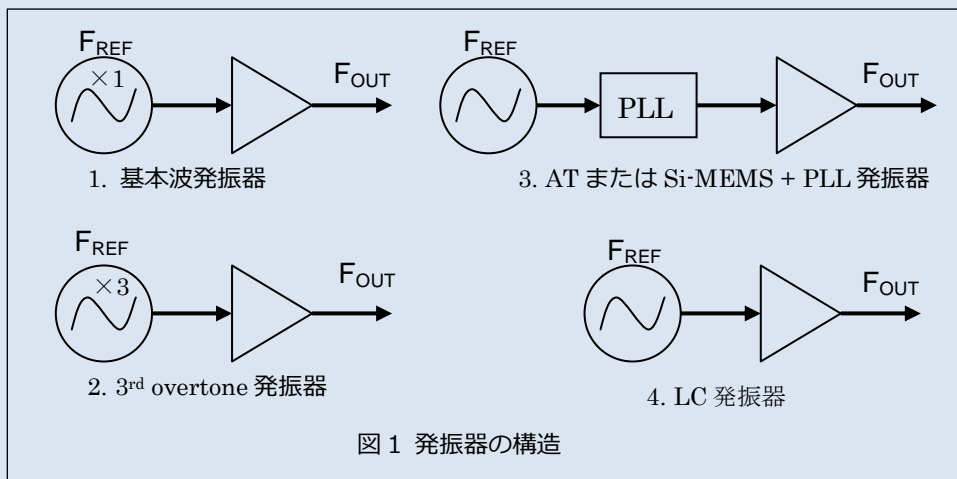 F_REF
×1
F_OUT
1. 基本波発振器
F_REF
PLL
F_OUT
3. AT または Si-MEMS + PLL 発振器
F_REF
×3
F_OUT
2. 3rd overtone 発振器
F_REF
F_OUT
4. LC 発振器
図 1 発振器の構造